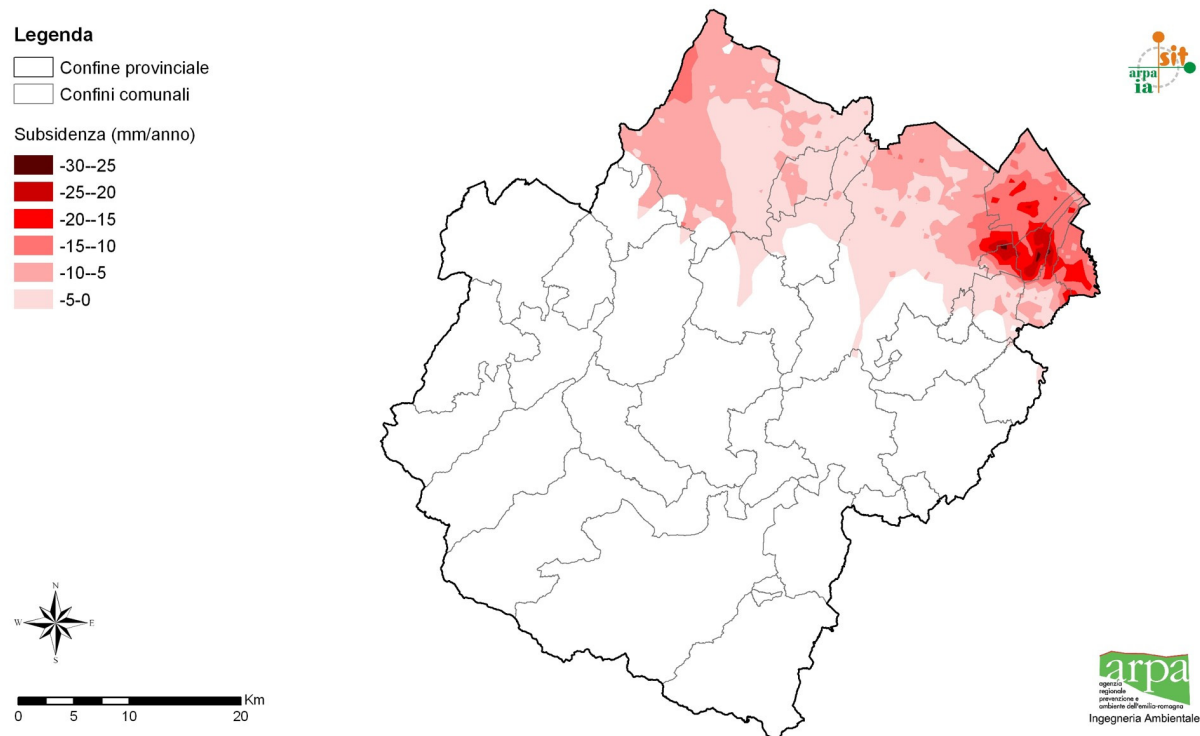 Legenda
Confine provinciale
Confini comunali
Subsidenza (mm/anno)
-30--25
-25--20
-20--15
-15--10
-10--5
-5-0
sit
arpa
ia
N
W E
S
Km
0 5 10 20
arpa
agenzia
regionale
prevenzione e
ambiente dell'emilia-romagna
Ingegneria Ambientale